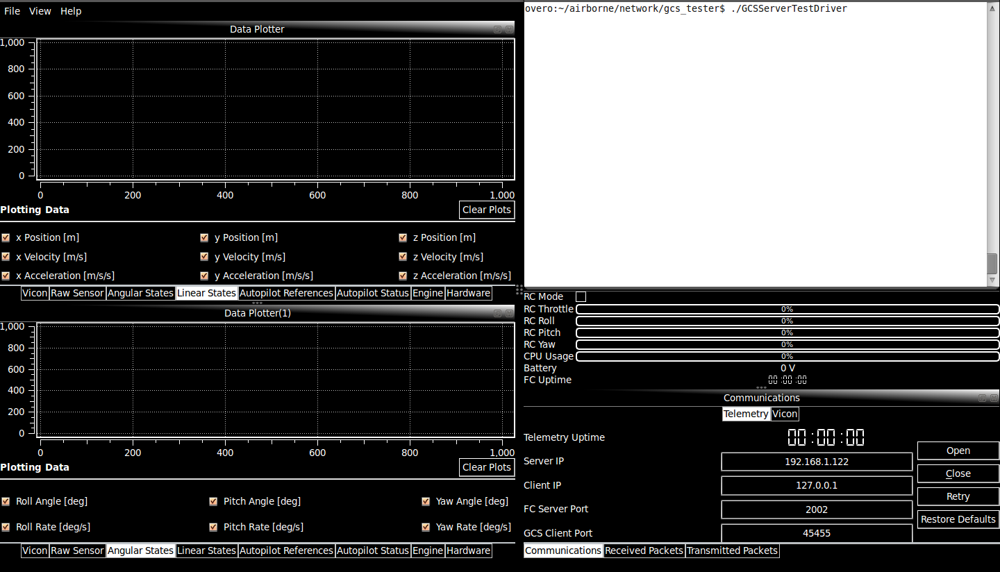 File View Help
Data Plotter
1,000
800
600
400
200
0
0 200 400 600 800 1,000
Plotting Data Clear Plots
x Position [m] y Position [m] z Position [m]
x Velocity [m/s] y Velocity [m/s] z Velocity [m/s]
x Acceleration [m/s/s] y Acceleration [m/s/s] z Acceleration [m/s/s]
Vicon Raw Sensor Angular States Linear States Autopilot References Autopilot Status Engine Hardware
Data Plotter(1)
1,000
800
600
400
200
0
0 200 400 600 800 1,000
Plotting Data Clear Plots
Roll Angle [deg] Pitch Angle [deg] Yaw Angle [deg]
Roll Rate [deg/s] Pitch Rate [deg/s] Yaw Rate [deg/s]
Vicon Raw Sensor Angular States Linear States Autopilot References Autopilot Status Engine Hardware
overo:~/airborne/network/gcs_tester$ ./GCSServerTestDriver
RC Mode
RC Throttle 0%
RC Roll 0%
RC Pitch 0%
RC Yaw 0%
CPU Usage 0%
Battery 0 V
FC Uptime 00:00:00
Communications
Telemetry Vicon
Telemetry Uptime 00:00:00
Server IP 192.168.1.122
Client IP 127.0.0.1
FC Server Port 2002
GCS Client Port 45455
Open
Close
Retry
Restore Defaults
Communications Received Packets Transmitted Packets